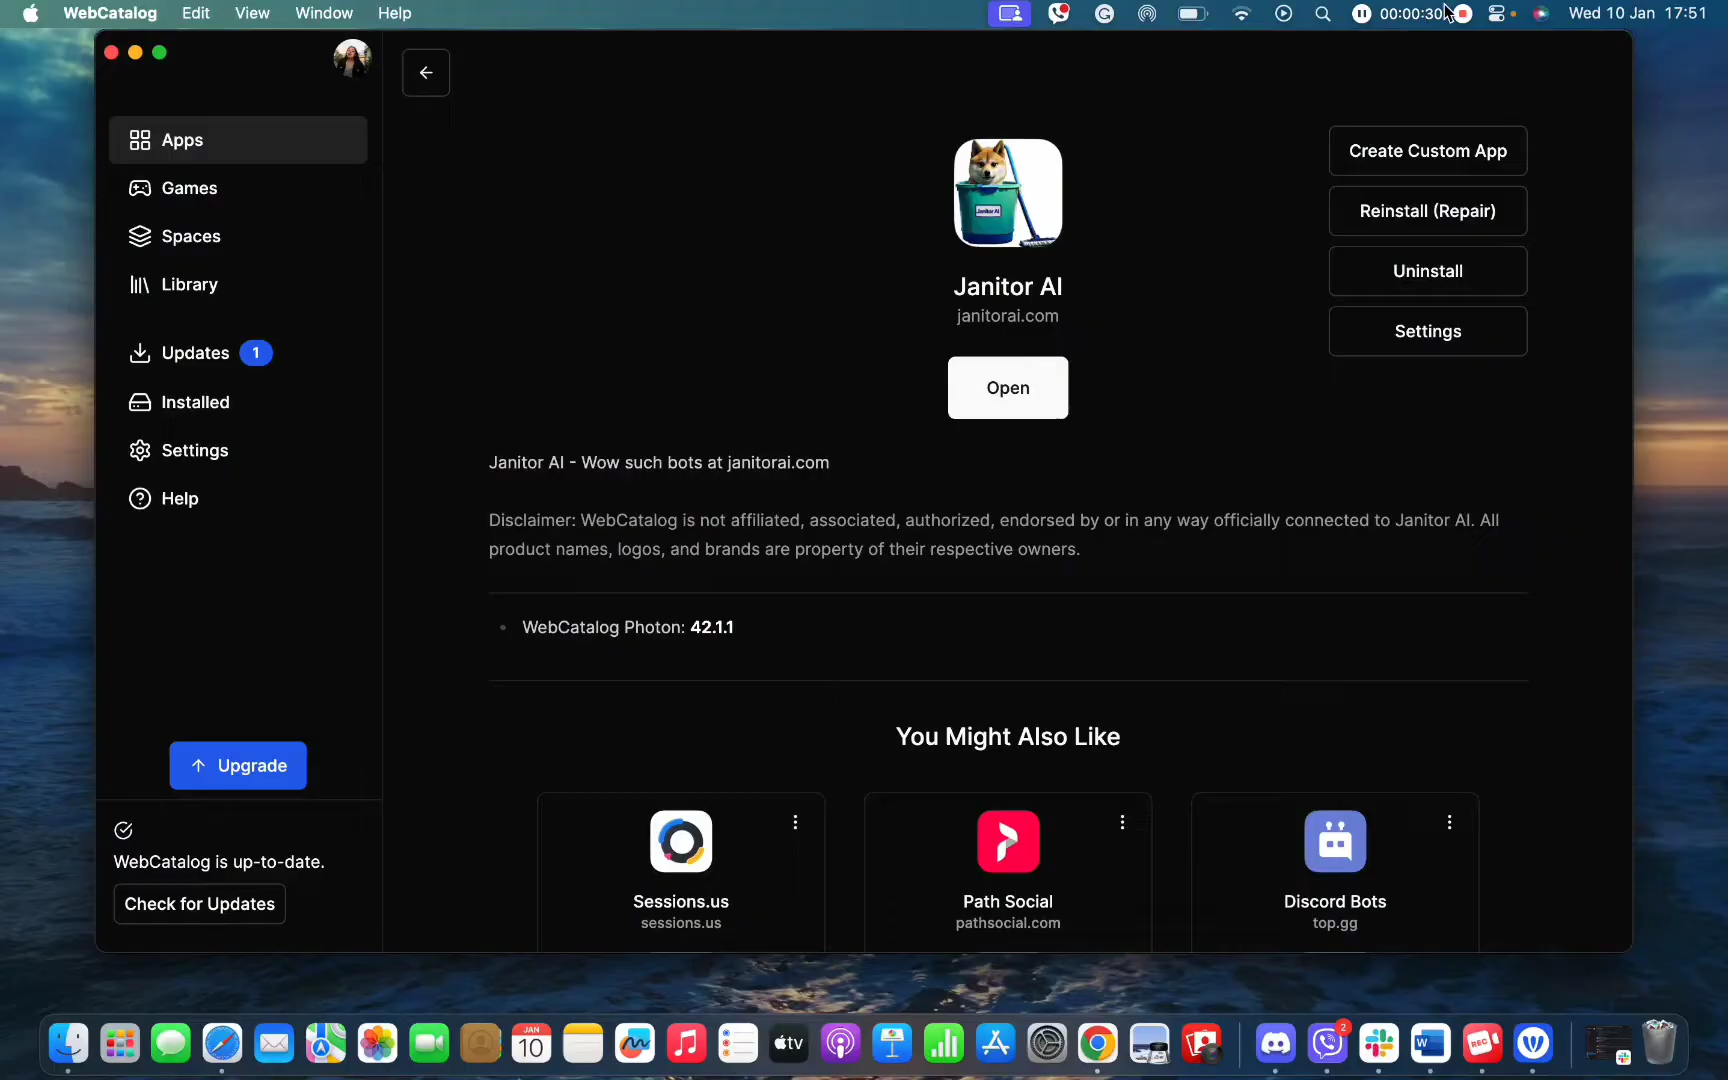 WebCatalog Edit View Window Help
00:00:30 Wed 10 Jan 17:51
Apps
Games
Spaces
Library
Updates 1
Installed
Settings
Help
Upgrade
WebCatalog is up-to-date.
Check for Updates
Janitor AI
Janitor AI
janitorai.com
Open
Create Custom App
Reinstall (Repair)
Uninstall
Settings
Janitor AI - Wow such bots at janitorai.com
Disclaimer: WebCatalog is not affiliated, associated, authorized, endorsed by or in any way officially connected to Janitor AI. All
product names, logos, and brands are property of their respective owners.
• WebCatalog Photon: 42.1.1
You Might Also Like
Sessions.us
sessions.us
Path Social
pathsocial.com
Discord Bots
top.gg
JAN
10
tv
2
W
REC